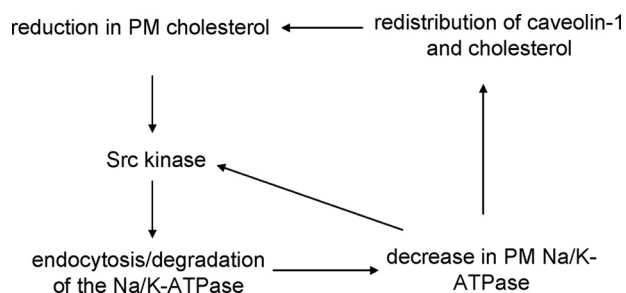 reduction in PM cholesterol
redistribution of caveolin-1
and cholesterol
Src kinase
endocytosis/degradation
of the Na/K-ATPase
decrease in PM Na/K-
ATPase